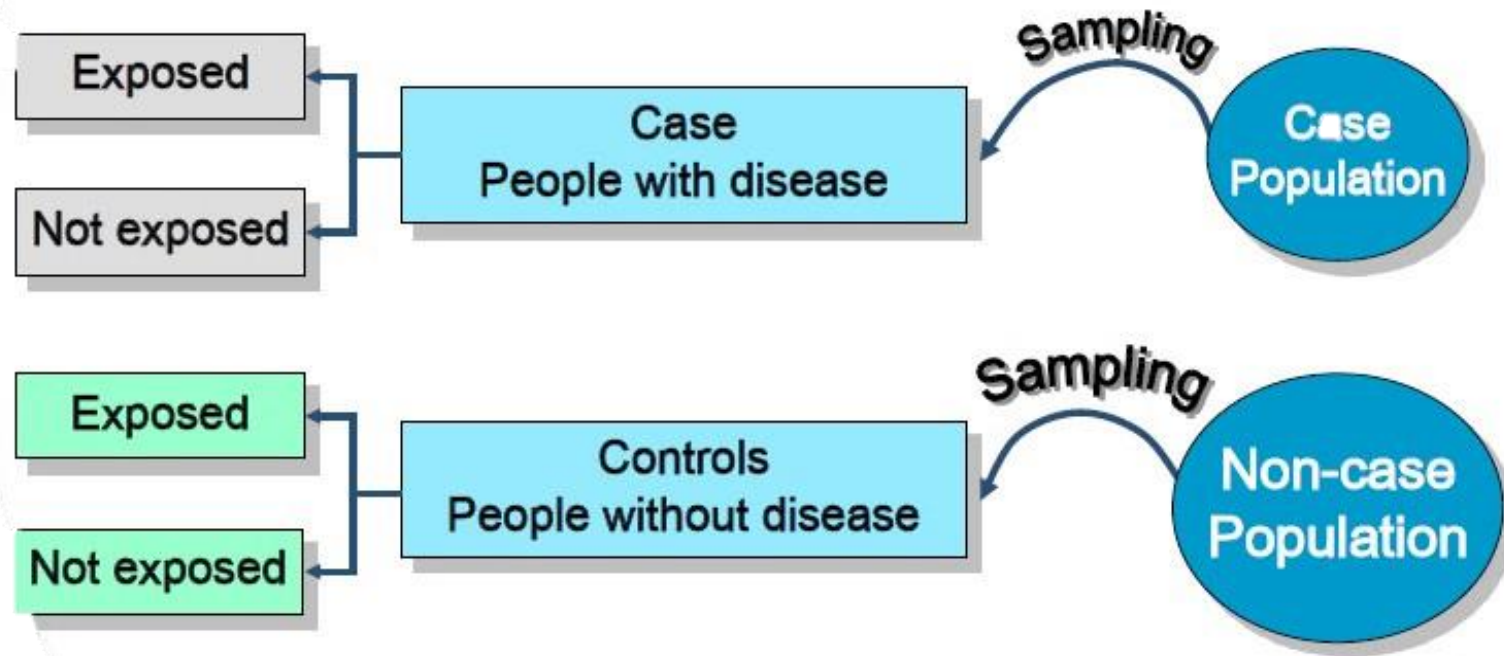 Exposed
Not exposed
Case
People with disease
Sampling
Case
Population
Exposed
Not exposed
Controls
People without disease
Sampling
Non-case
Population